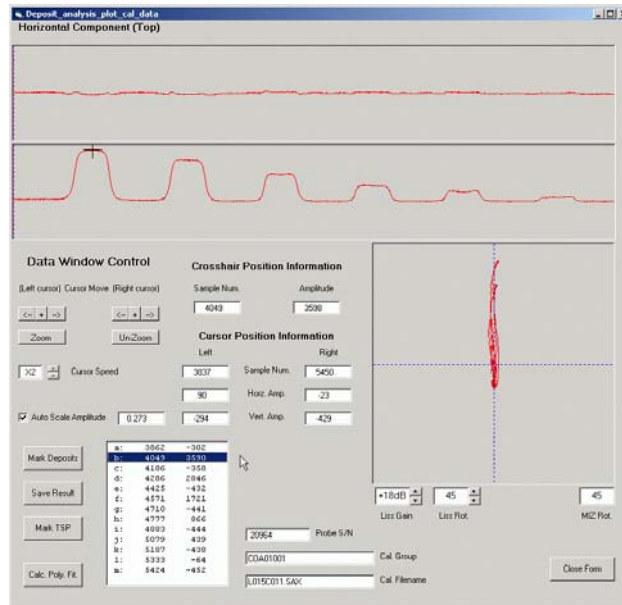 Deposit_analysis_plot_cal_data
Horizontal Component (Top)
Data Window Control
(Left cursor) Cursor Move (Right cursor)
<- + -> <- + ->
Zoom UnZoom
X2 Cursor Speed
Auto Scale Amplitude 0.273
Crosshair Position Information
Sample Num. Amplitude
4049 3590
Cursor Position Information
Left Right
3837 Sample Num. 5450
90 Horiz. Amp. -23
-294 Vert. Amp. -429
Mark Deposits
Save Result
Mark TSP
Calc. Poly. Fit.
a: 3862 -302
b: 4049 3590
c: 4186 -358
d: 4286 2846
e: 4425 -432
f: 4571 1721
g: 4710 -441
h: 4777 866
i: 4883 -444
j: 5079 439
k: 5187 -438
l: 5333 -64
m: 5424 -452
+18dB 45 45
Liss Gain Liss Rot. MIZ Rot.
20964 Probe S/N
COA01001 Cal. Group
L015C011.SAX Cal. Filename
Close Form